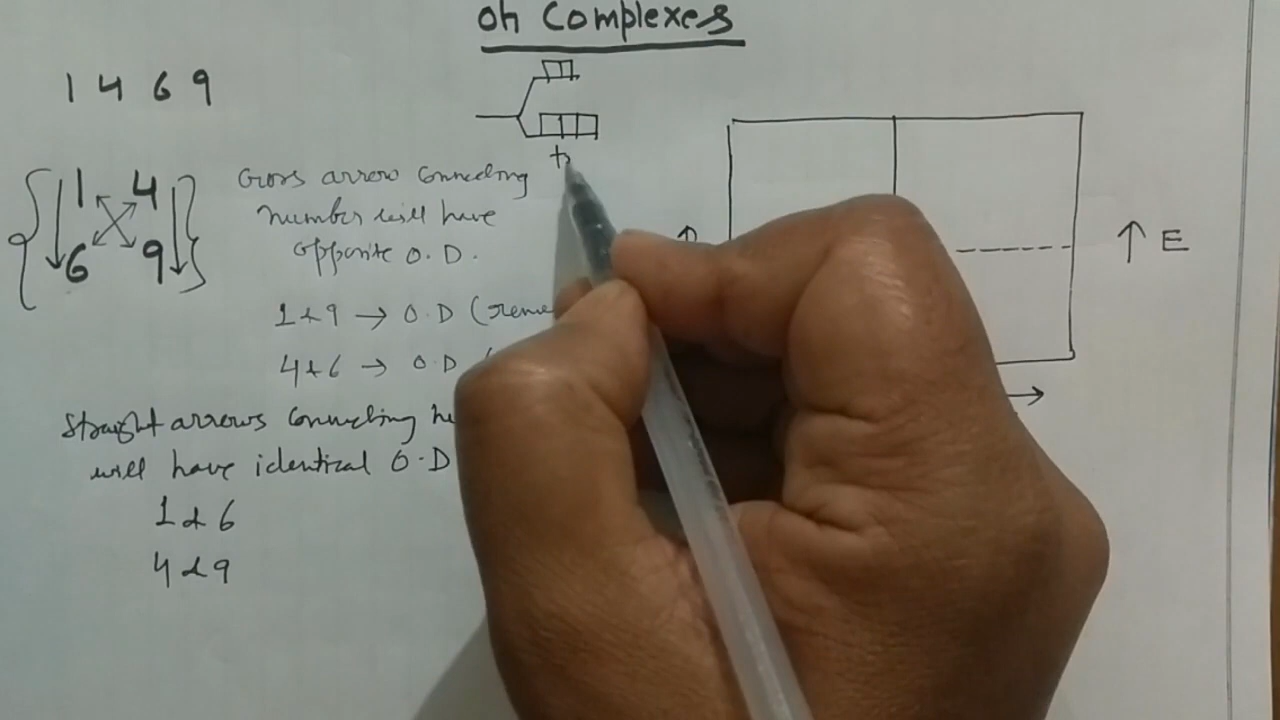 Oh Complexes
1 4 6 9
1 4
6 9
Cross arrow connecting
number will have
opposite O.D.
1 & 9 → O.D
4 & 6 → O.D
Straight arrows connecting
will have identical O.D
1 & 6
4 & 9
↑ E